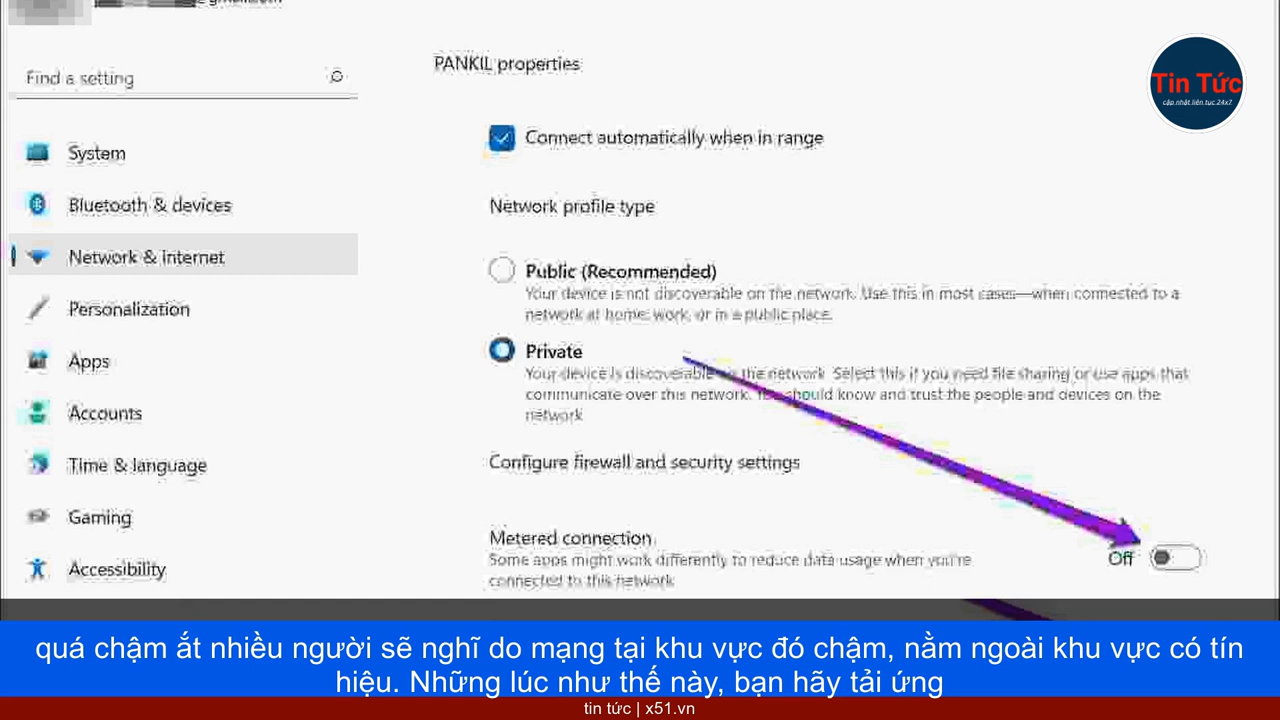 @gmail.com
Find a setting
PANKIL properties
Tin Tức
cập nhật liên tục 24x7
System
Connect automatically when in range
Bluetooth & devices
Network profile type
Network & internet
Public (Recommended)
Your device is not discoverable on the network. Use this in most cases—when connected to a
network at home, work, or in a public place.
Personalization
Private
Your device is discoverable on the network. Select this if you need file sharing or use apps that
communicate over this network. You should know and trust the people and devices on the
network.
Apps
Accounts
Time & language
Configure firewall and security settings
Gaming
Metered connection
Some apps might work differently to reduce data usage when you're
connected to this network
Off
Accessibility
quá chậm ắt nhiều người sẽ nghĩ do mạng tại khu vực đó chậm, nằm ngoài khu vực có tín
hiệu. Những lúc như thế này, bạn hãy tải ứng
tin tức | x51.vn